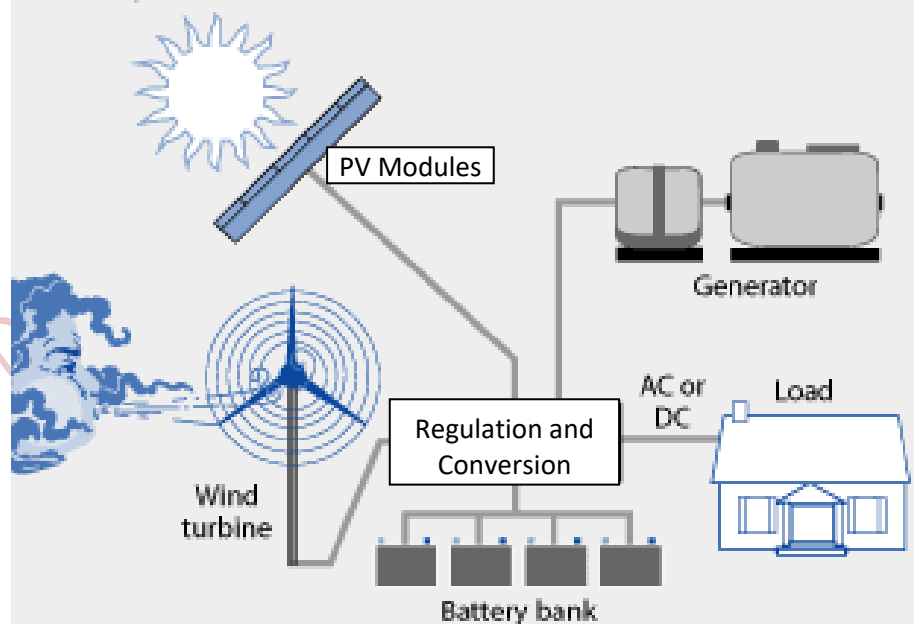 PV Modules
Generator
AC or
DC
Load
Regulation and
Conversion
Wind
turbine
Battery bank